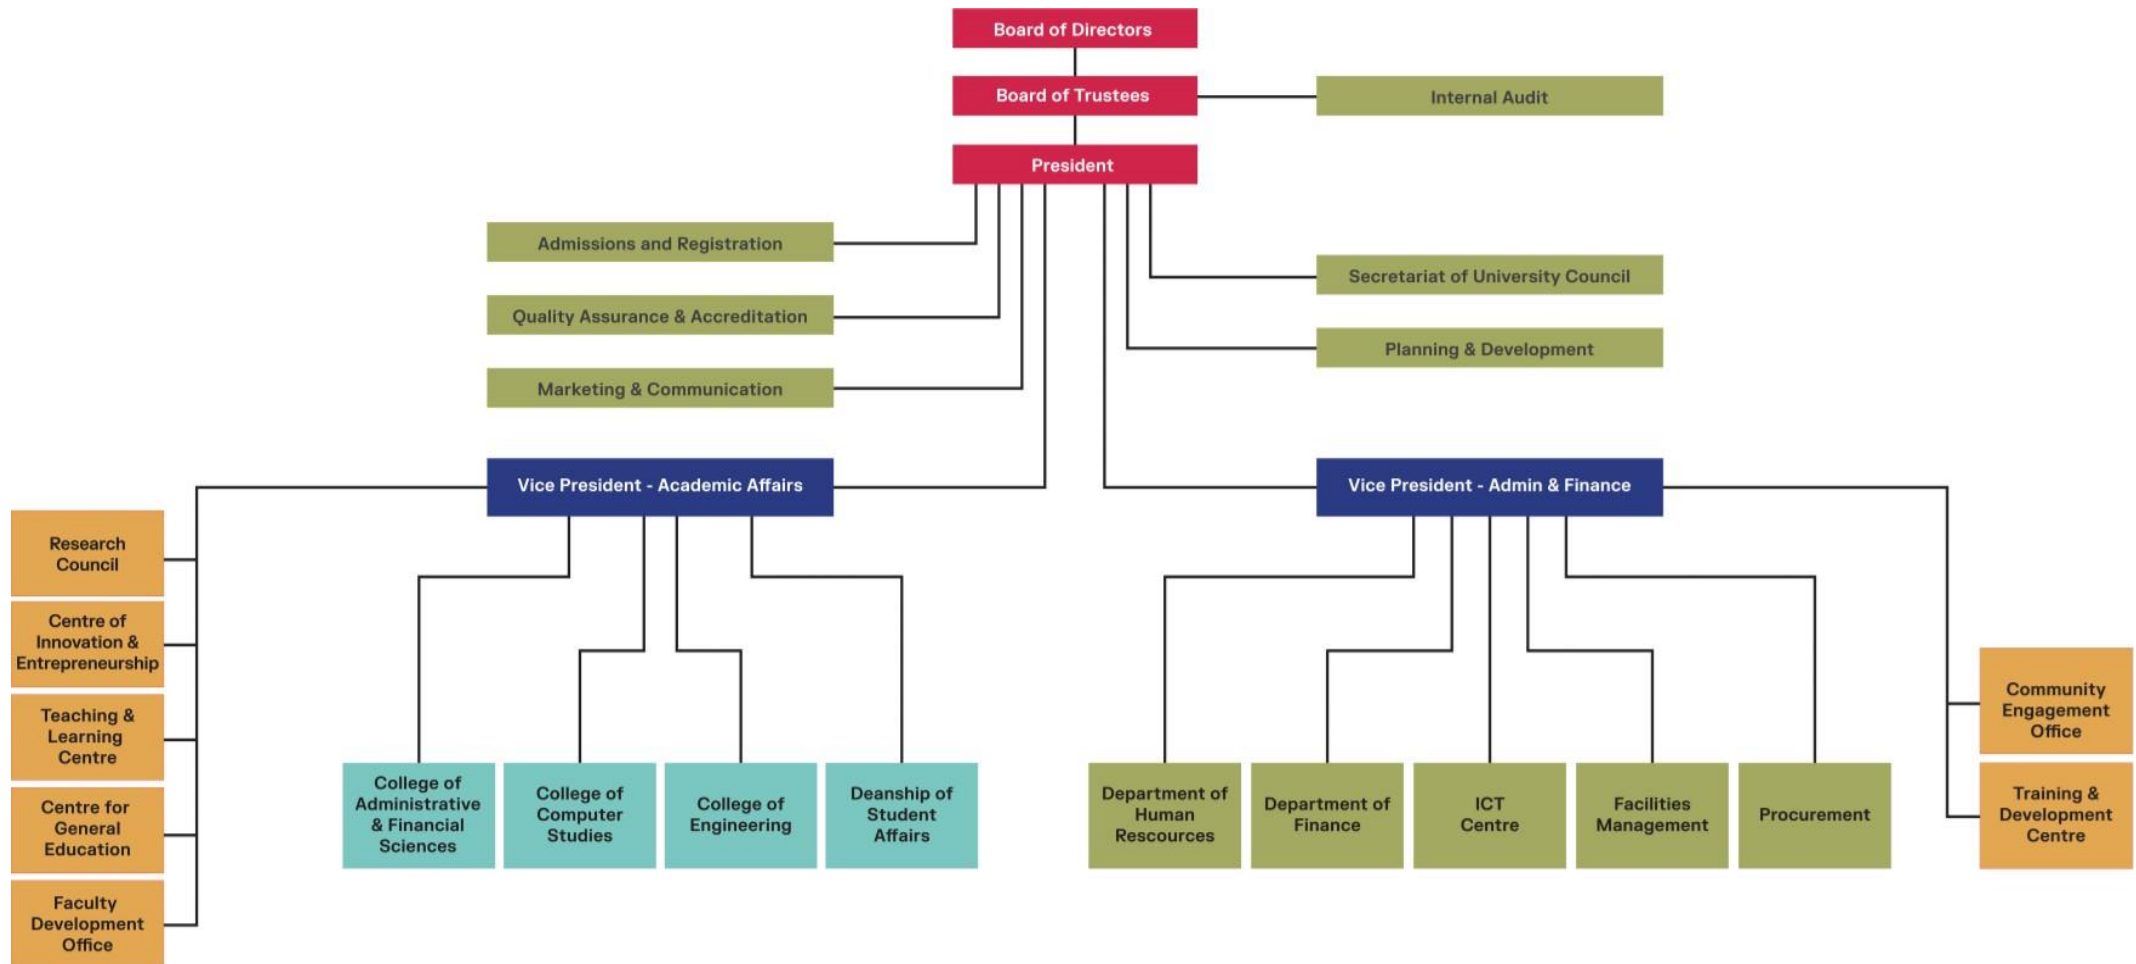 Board of Directors
Board of Trustees
Internal Audit
President
Admissions and Registration
Secretariat of University Council
Quality Assurance & Accreditation
Planning & Development
Marketing & Communication
Vice President - Academic Affairs
Vice President - Admin & Finance
Research
Council
Centre of
Innovation &
Entrepreneurship
Teaching &
Learning
Centre
Centre for
General
Education
Faculty
Development
Office
College of
Administrative
& Financial
Sciences
College of
Computer
Studies
College of
Engineering
Deanship of
Student
Affairs
Department of
Human
Rescources
Department of
Finance
ICT
Centre
Facilities
Management
Procurement
Community
Engagement
Office
Training &
Development
Centre